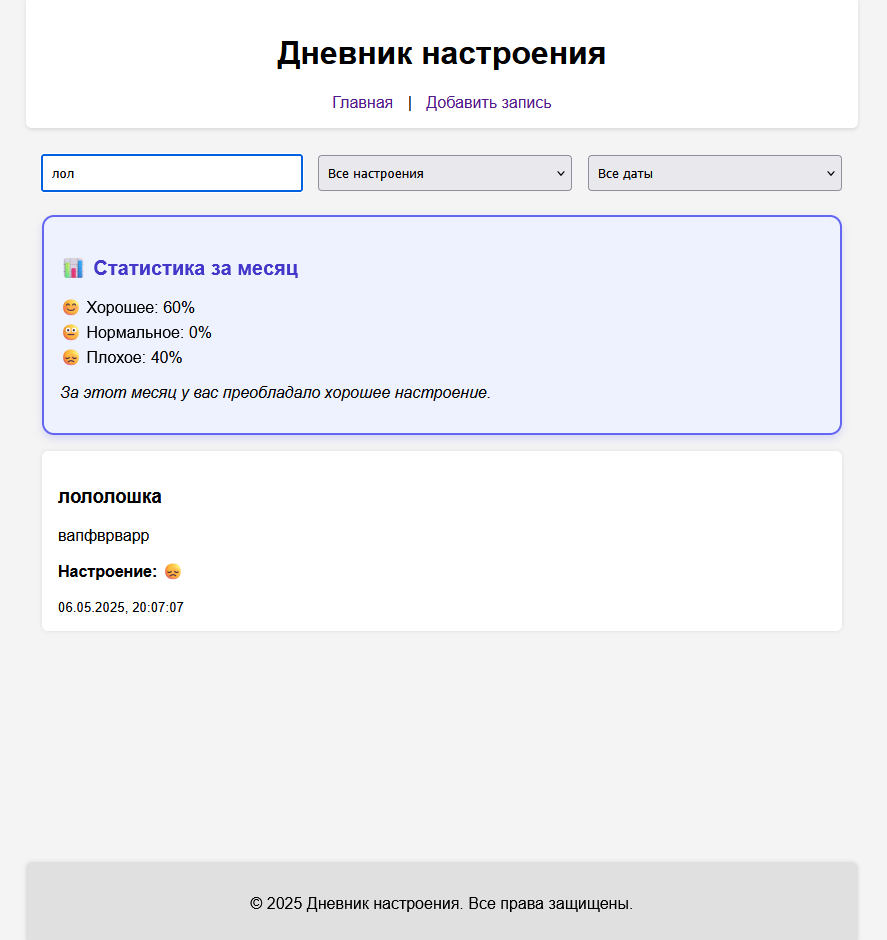 Дневник настроения
Главная | Добавить запись
лол
Все настроения
Все даты
📊 Статистика за месяц
😊 Хорошее: 60%
😐 Нормальное: 0%
😞 Плохое: 40%
За этот месяц у вас преобладало хорошее настроение.
лололошка
вапфврварр
Настроение: 😞
06.05.2025, 20:07:07
© 2025 Дневник настроения. Все права защищены.